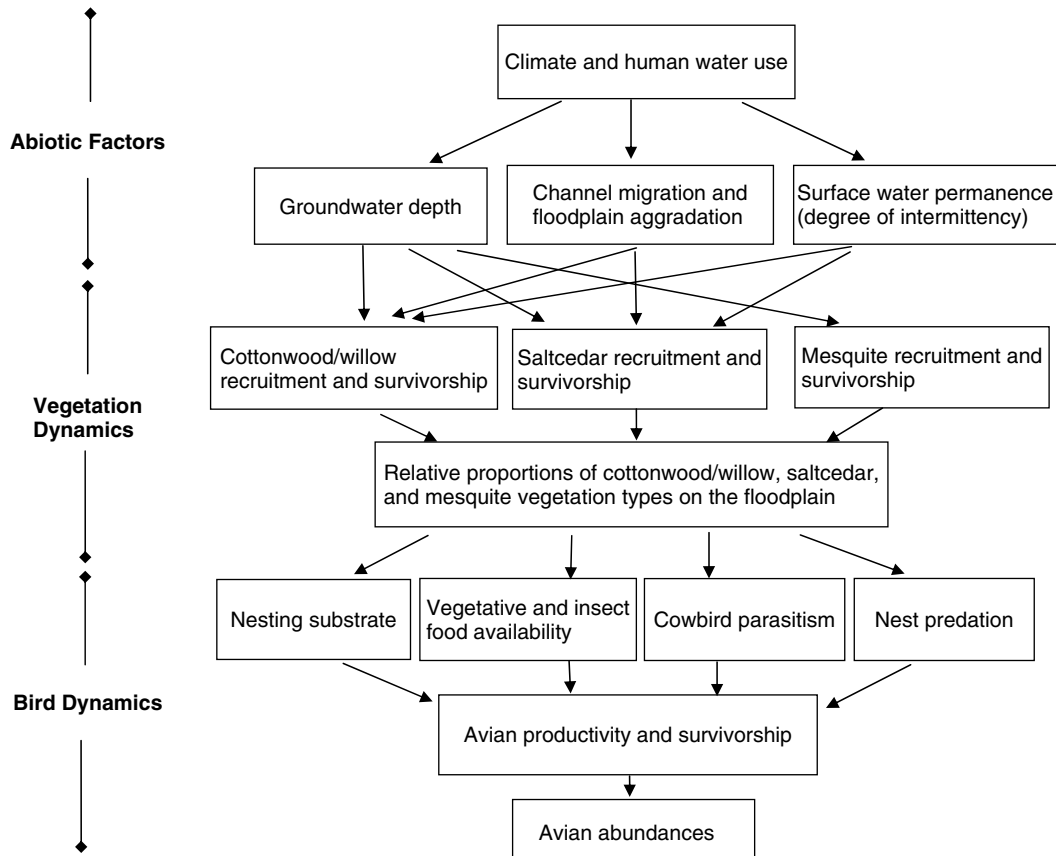 Climate and human water use
Abiotic Factors
Groundwater depth
Channel migration and
floodplain aggradation
Surface water permanence
(degree of intermittency)
Cottonwood/willow
recruitment and survivorship
Saltcedar recruitment and
survivorship
Mesquite recruitment and
survivorship
Vegetation
Dynamics
Relative proportions of cottonwood/willow, saltcedar,
and mesquite vegetation types on the floodplain
Nesting substrate
Vegetative and insect
food availability
Cowbird parasitism
Nest predation
Bird Dynamics
Avian productivity and survivorship
Avian abundances